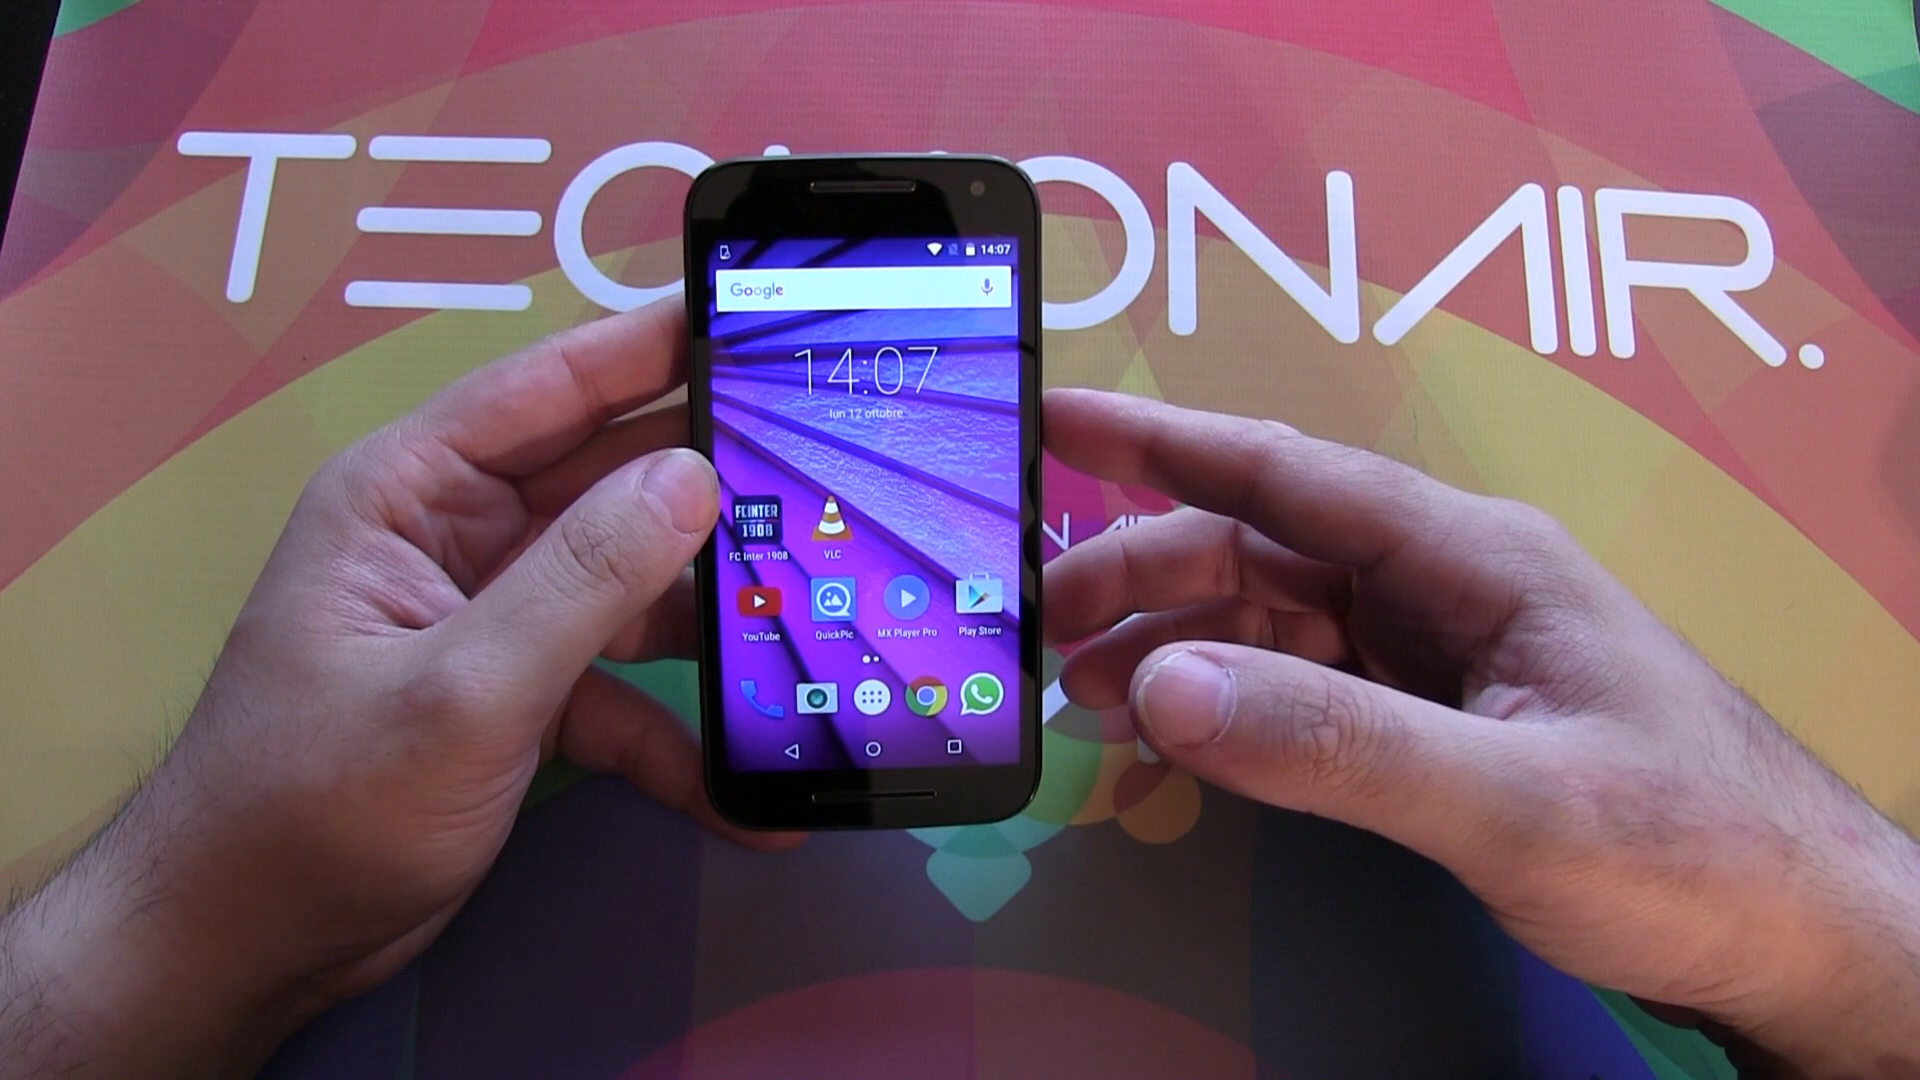 TEC ONAIR.
14:07
Google
14:07
lun 12 ottobre
FCINTER
1908
FC Inter 1908
VLC
YouTube
QuickPic
MX Player Pro
Play Store